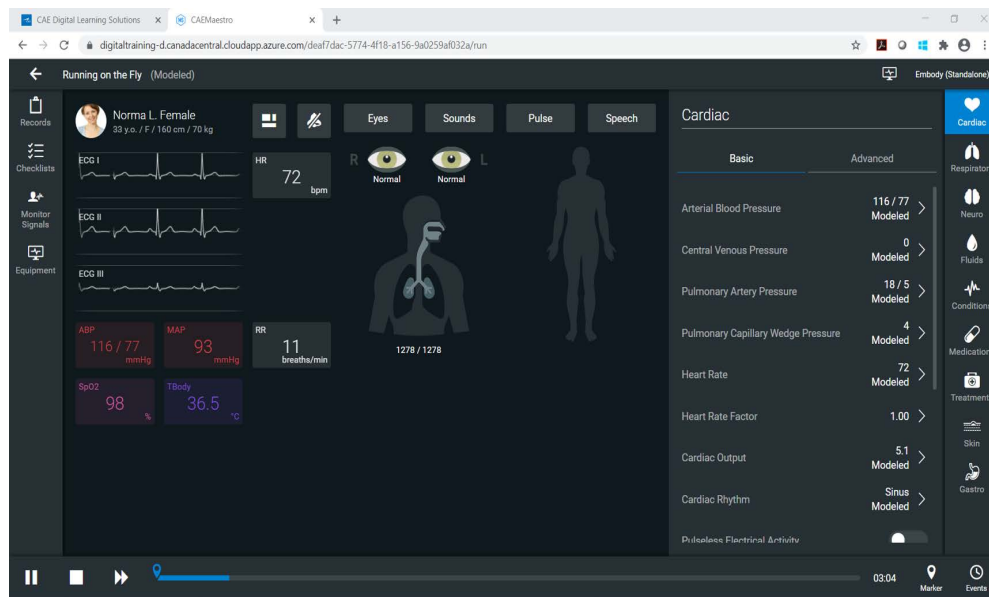 CAE Digital Learning Solutions
CAEMaestro
digitaltraining-d.canadacentral.cloudapp.azure.com/deaf7dac-5774-4f18-a156-9a0259af032a/run
Running on the Fly (Modeled)
Embody (Standalone)
Records
Checklists
Monitor
Signals
Equipment
Norma L. Female
33 y.o. / F / 160 cm / 70 kg
ECG I
ECG II
ECG III
HR
72
bpm
ABP
116 / 77
mmHg
MAP
93
mmHg
RR
11
breaths/min
SpO2
98
%
TBody
36.5
°C
Eyes
Sounds
Pulse
Speech
R
L
Normal
Normal
1278 / 1278
Cardiac
Basic
Advanced
Arterial Blood Pressure
116 / 77
Modeled
Central Venous Pressure
0
Modeled
Pulmonary Artery Pressure
18 / 5
Modeled
Pulmonary Capillary Wedge Pressure
4
Modeled
Heart Rate
72
Modeled
Heart Rate Factor
1.00
Cardiac Output
5.1
Modeled
Cardiac Rhythm
Sinus
Modeled
Pulseless Electrical Activity
Cardiac
Respirator
Neuro
Fluids
Condition
Medication
Treatment
Skin
Gastro
03:04
Marker
Events